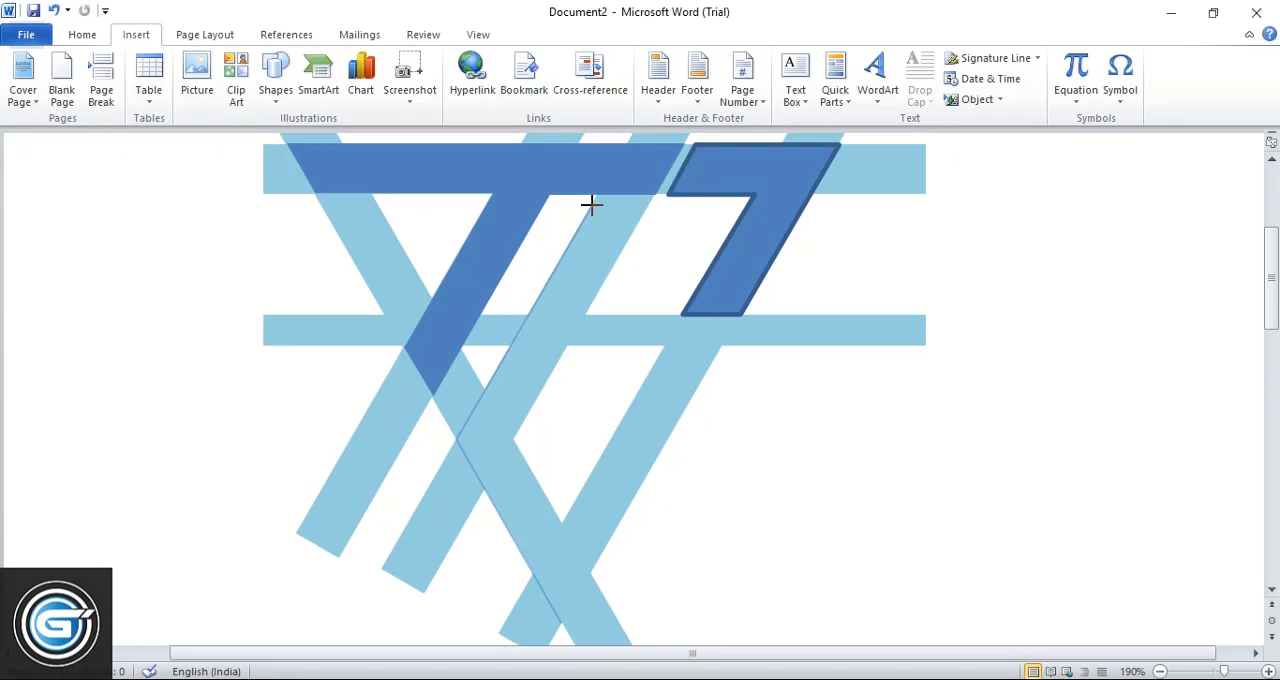 Document2 - Microsoft Word (Trial)
File Home Insert Page Layout References Mailings Review View
Cover Page Blank Page Page Break Table Picture Clip Art Shapes SmartArt Chart Screenshot Hyperlink Bookmark Cross-reference Header Footer Page Number Text Box Quick Parts WordArt Drop Cap Signature Line Date & Time Object Equation Symbol
Pages Tables Illustrations Links Header & Footer Text Symbols
: 0 English (India) 190%